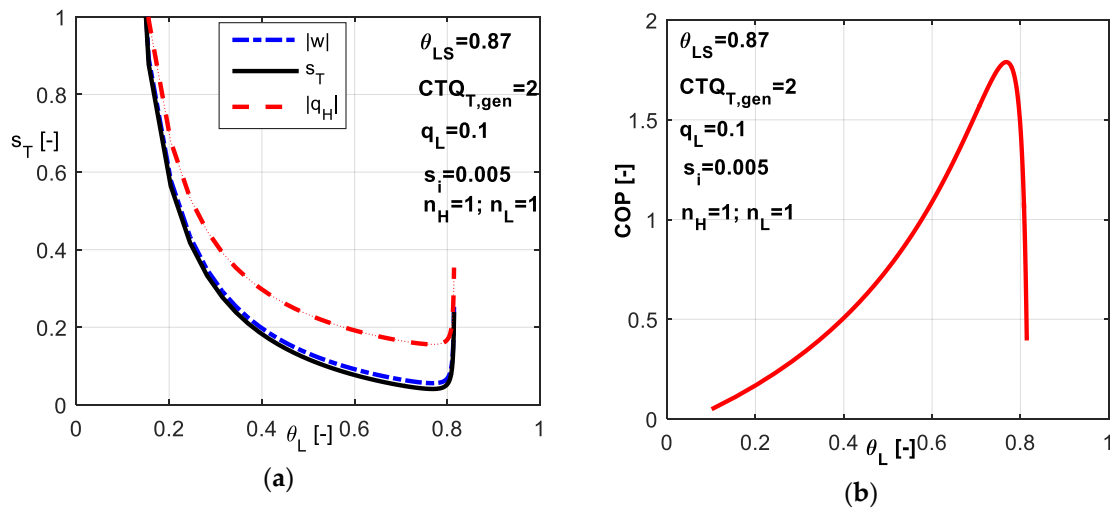 1
0.8
0.6
0.4
0.2
0
s_T [-]
0
0.2
0.4
0.6
0.8
1
θ_L [-]
|w|
s_T
|q_H|
θ_LS=0.87
CTQ_T,gen=2
q_L=0.1
s_i=0.005
n_H=1; n_L=1
(a)
2
1.5
1
0.5
0
COP [-]
0
0.2
0.4
0.6
0.8
1
θ_L [-]
θ_LS=0.87
CTQ_T,gen=2
q_L=0.1
s_i=0.005
n_H=1; n_L=1
(b)